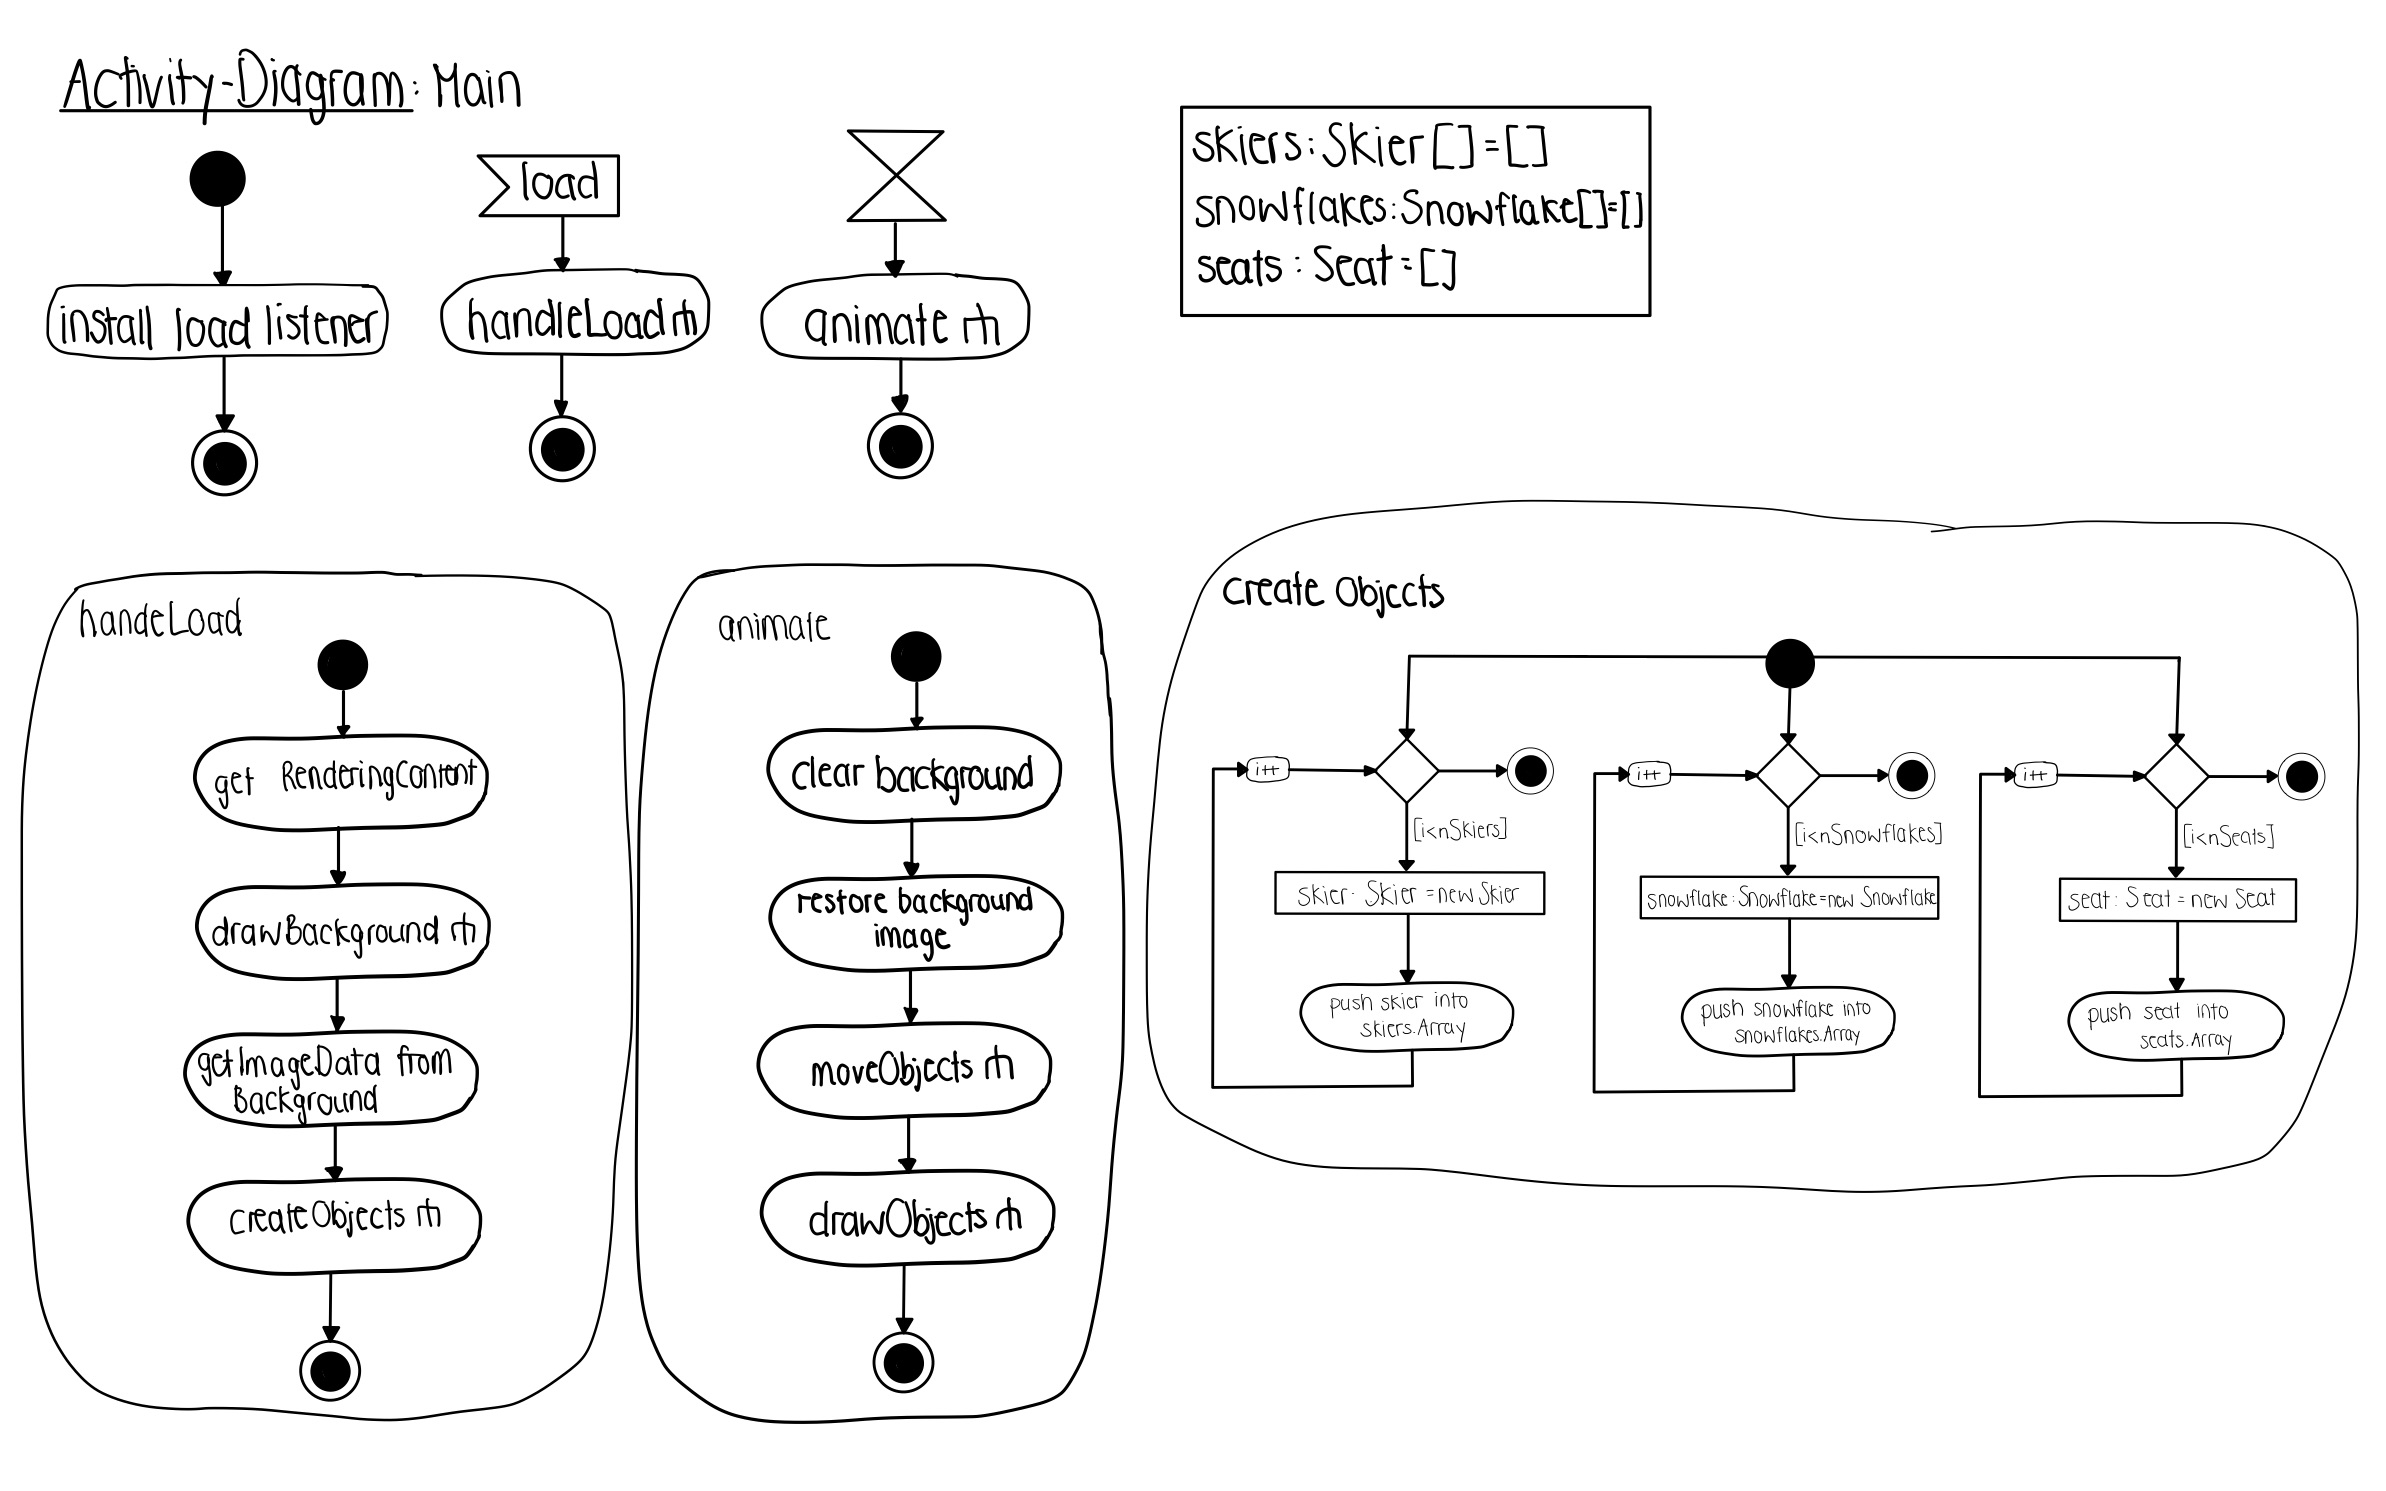 Activity-Diagram: Main
load
install load listener
handleLoad
animate
skiers: Skier[] = []
snowflakes: Snowflake[]=[]
seats: Seat = []
handeLoad
get RenderingContent
drawBackground
getImageData from
Background
createObjects
animate
clear background
restore background
image
moveObjects
drawObjects
create Objects
i++
[i<nSkiers]
skier: Skier = new Skier
push skier into
skiers.Array
i++
[i<nSnowflakes]
snowflake: Snowflake = new Snowflake
push snowflake into
snowflakes.Array
i++
[i<nSeats]
seat: Seat = new Seat
push seat into
seats.Array